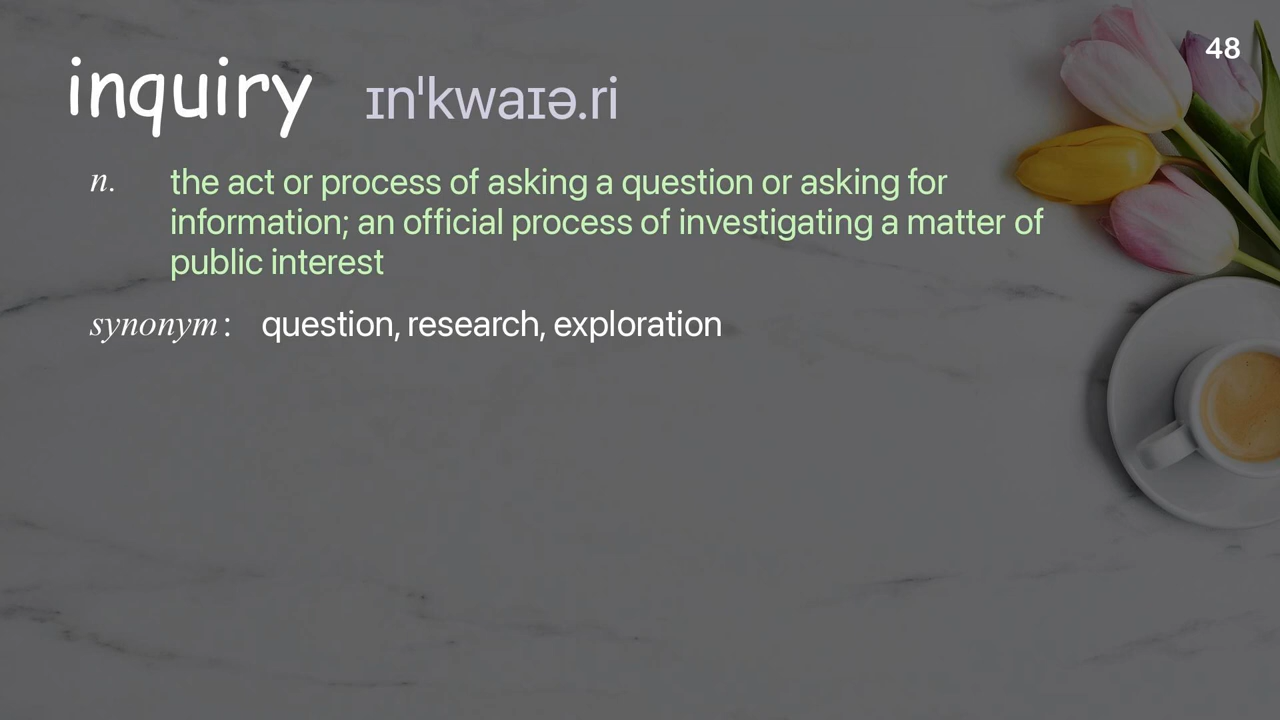 48
inquiry ɪnˈkwaɪə.ri
n. the act or process of asking a question or asking for
information; an official process of investigating a matter of
public interest
synonym: question, research, exploration